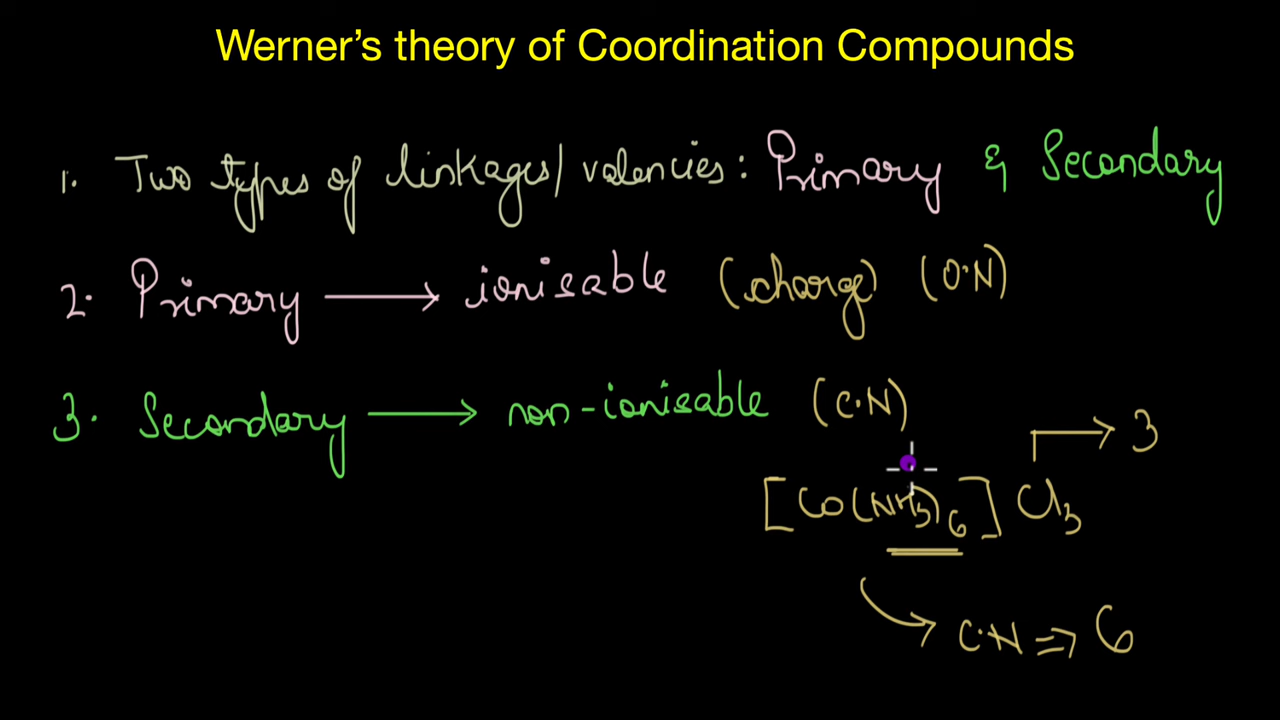 Werner's theory of Coordination Compounds
1. Two types of linkages/valencies: Primary & Secondary
2. Primary → ionisable (charge) (O.N)
3. Secondary → non-ionisable (C.N)
→ 3
[Co(NH3)6] Cl3
→ C.N ⇒ 6